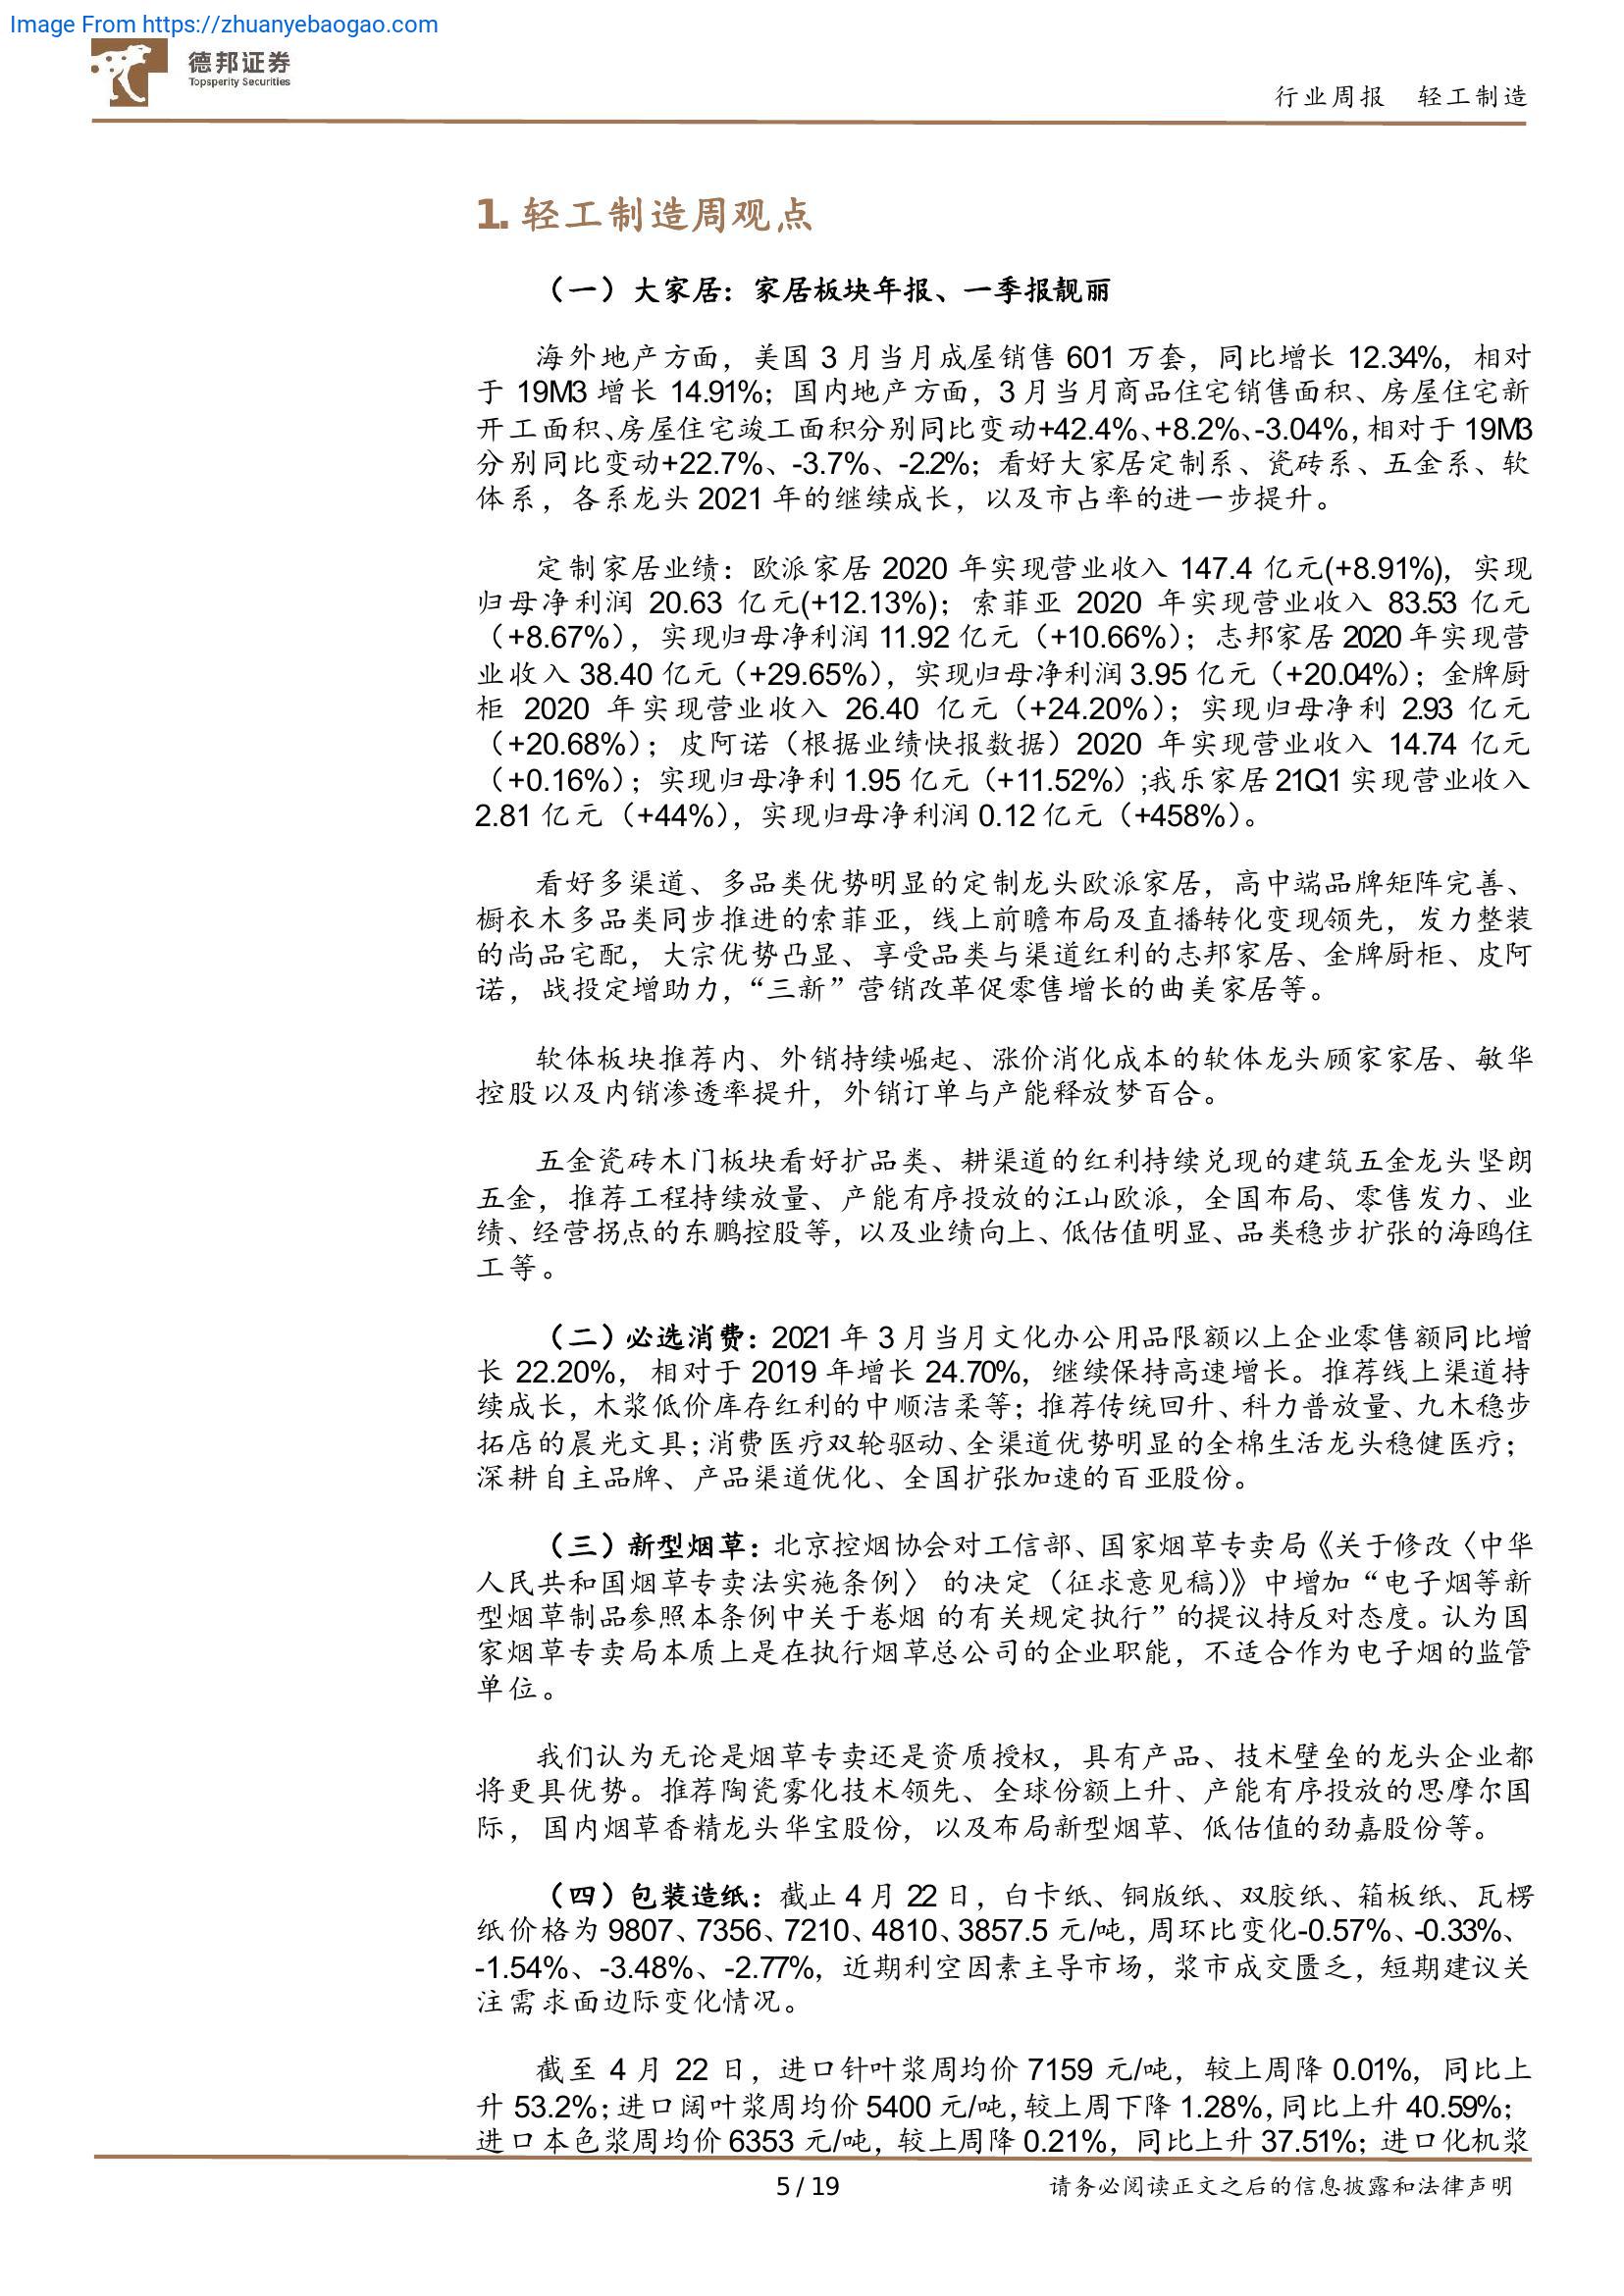 Image From https://zhuanyebaogao.com
德邦证券
Topsperity Securities
行业周报 轻工制造
1. 轻工制造周观点
（一）大家居：家居板块年报、一季报靓丽
海外地产方面，美国 3 月当月成屋销售 601 万套，同比增长 12.34%，相对
于 19M3 增长 14.91%；国内地产方面，3 月当月商品住宅销售面积、房屋住宅新
开工面积、房屋住宅竣工面积分别同比变动+42.4%、+8.2%、-3.04%，相对于 19M3
分别同比变动+22.7%、-3.7%、-2.2%；看好大家居定制系、瓷砖系、五金系、软
体系，各系龙头 2021 年的继续成长，以及市占率的进一步提升。
定制家居业绩：欧派家居 2020 年实现营业收入 147.4 亿元(+8.91%)，实现
归母净利润 20.63 亿元(+12.13%)；索菲亚 2020 年实现营业收入 83.53 亿元
（+8.67%），实现归母净利润 11.92 亿元（+10.66%）；志邦家居 2020 年实现营
业收入 38.40 亿元（+29.65%），实现归母净利润 3.95 亿元（+20.04%）；金牌厨
柜 2020 年实现营业收入 26.40 亿元（+24.20%）；实现归母净利 2.93 亿元
（+20.68%）；皮阿诺（根据业绩快报数据）2020 年实现营业收入 14.74 亿元
（+0.16%）；实现归母净利 1.95 亿元（+11.52%）;我乐家居 21Q1 实现营业收入
2.81 亿元（+44%），实现归母净利润 0.12 亿元（+458%）。
看好多渠道、多品类优势明显的定制龙头欧派家居，高中端品牌矩阵完善、
橱衣木多品类同步推进的索菲亚，线上前瞻布局及直播转化变现领先，发力整装
的尚品宅配，大宗优势凸显、享受品类与渠道红利的志邦家居、金牌厨柜、皮阿
诺，战投定增助力，“三新”营销改革促零售增长的曲美家居等。
软体板块推荐内、外销持续崛起、涨价消化成本的软体龙头顾家家居、敏华
控股以及内销渗透率提升，外销订单与产能释放梦百合。
五金瓷砖木门板块看好扩品类、耕渠道的红利持续兑现的建筑五金龙头坚朗
五金，推荐工程持续放量、产能有序投放的江山欧派，全国布局、零售发力、业
绩、经营拐点的东鹏控股等，以及业绩向上、低估值明显、品类稳步扩张的海鸥住
工等。
（二）必选消费：2021 年 3 月当月文化办公用品限额以上企业零售额同比增
长 22.20%，相对于 2019 年增长 24.70%，继续保持高速增长。推荐线上渠道持
续成长，木浆低价库存红利的中顺洁柔等；推荐传统回升、科力普放量、九木稳步
拓店的晨光文具；消费医疗双轮驱动、全渠道优势明显的全棉生活龙头稳健医疗；
深耕自主品牌、产品渠道优化、全国扩张加速的百亚股份。
（三）新型烟草：北京控烟协会对工信部、国家烟草专卖局《关于修改〈中华
人民共和国烟草专卖法实施条例〉 的决定（征求意见稿）》中增加“电子烟等新
型烟草制品参照本条例中关于卷烟 的有关规定执行”的提议持反对态度。认为国
家烟草专卖局本质上是在执行烟草总公司的企业职能，不适合作为电子烟的监管
单位。
我们认为无论是烟草专卖还是资质授权，具有产品、技术壁垒的龙头企业都
将更具优势。推荐陶瓷雾化技术领先、全球份额上升、产能有序投放的思摩尔国
际，国内烟草香精龙头华宝股份，以及布局新型烟草、低估值的劲嘉股份等。
（四）包装造纸：截止 4 月 22 日，白卡纸、铜版纸、双胶纸、箱板纸、瓦楞
纸价格为 9807、7356、7210、4810、3857.5 元/吨，周环比变化-0.57%、-0.33%、
-1.54%、-3.48%、-2.77%，近期利空因素主导市场，浆市成交匮乏，短期建议关
注需求面边际变化情况。
截至 4 月 22 日，进口针叶浆周均价 7159 元/吨，较上周降 0.01%，同比上
升 53.2%；进口阔叶浆周均价 5400 元/吨，较上周下降 1.28%，同比上升 40.59%；
进口本色浆周均价 6353 元/吨，较上周降 0.21%，同比上升 37.51%；进口化机浆
5 / 19
请务必阅读正文之后的信息披露和法律声明